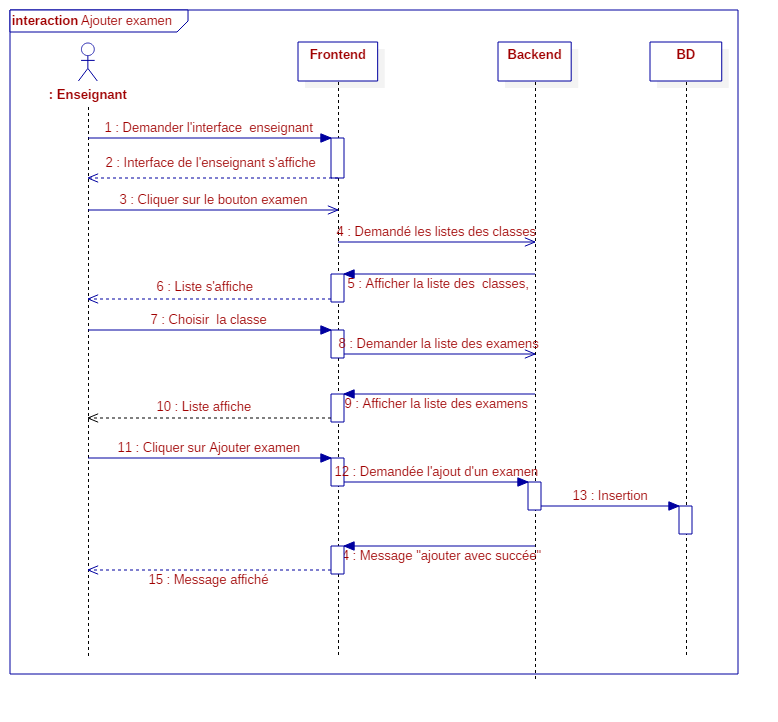 interaction Ajouter examen
Frontend
Backend
BD
: Enseignant
1 : Demander l'interface  enseignant
2 : Interface de l'enseignant s'affiche
3 : Cliquer sur le bouton examen
4 : Demandé les listes des classes
5 : Afficher la liste des  classes,
6 : Liste s'affiche
7 : Choisir  la classe
8 : Demander la liste des examens
9 : Afficher la liste des examens
10 : Liste affiche
11 : Cliquer sur Ajouter examen
12 : Demandée l'ajout d'un examen
13 : Insertion
4 : Message "ajouter avec succée"
15 : Message affiché